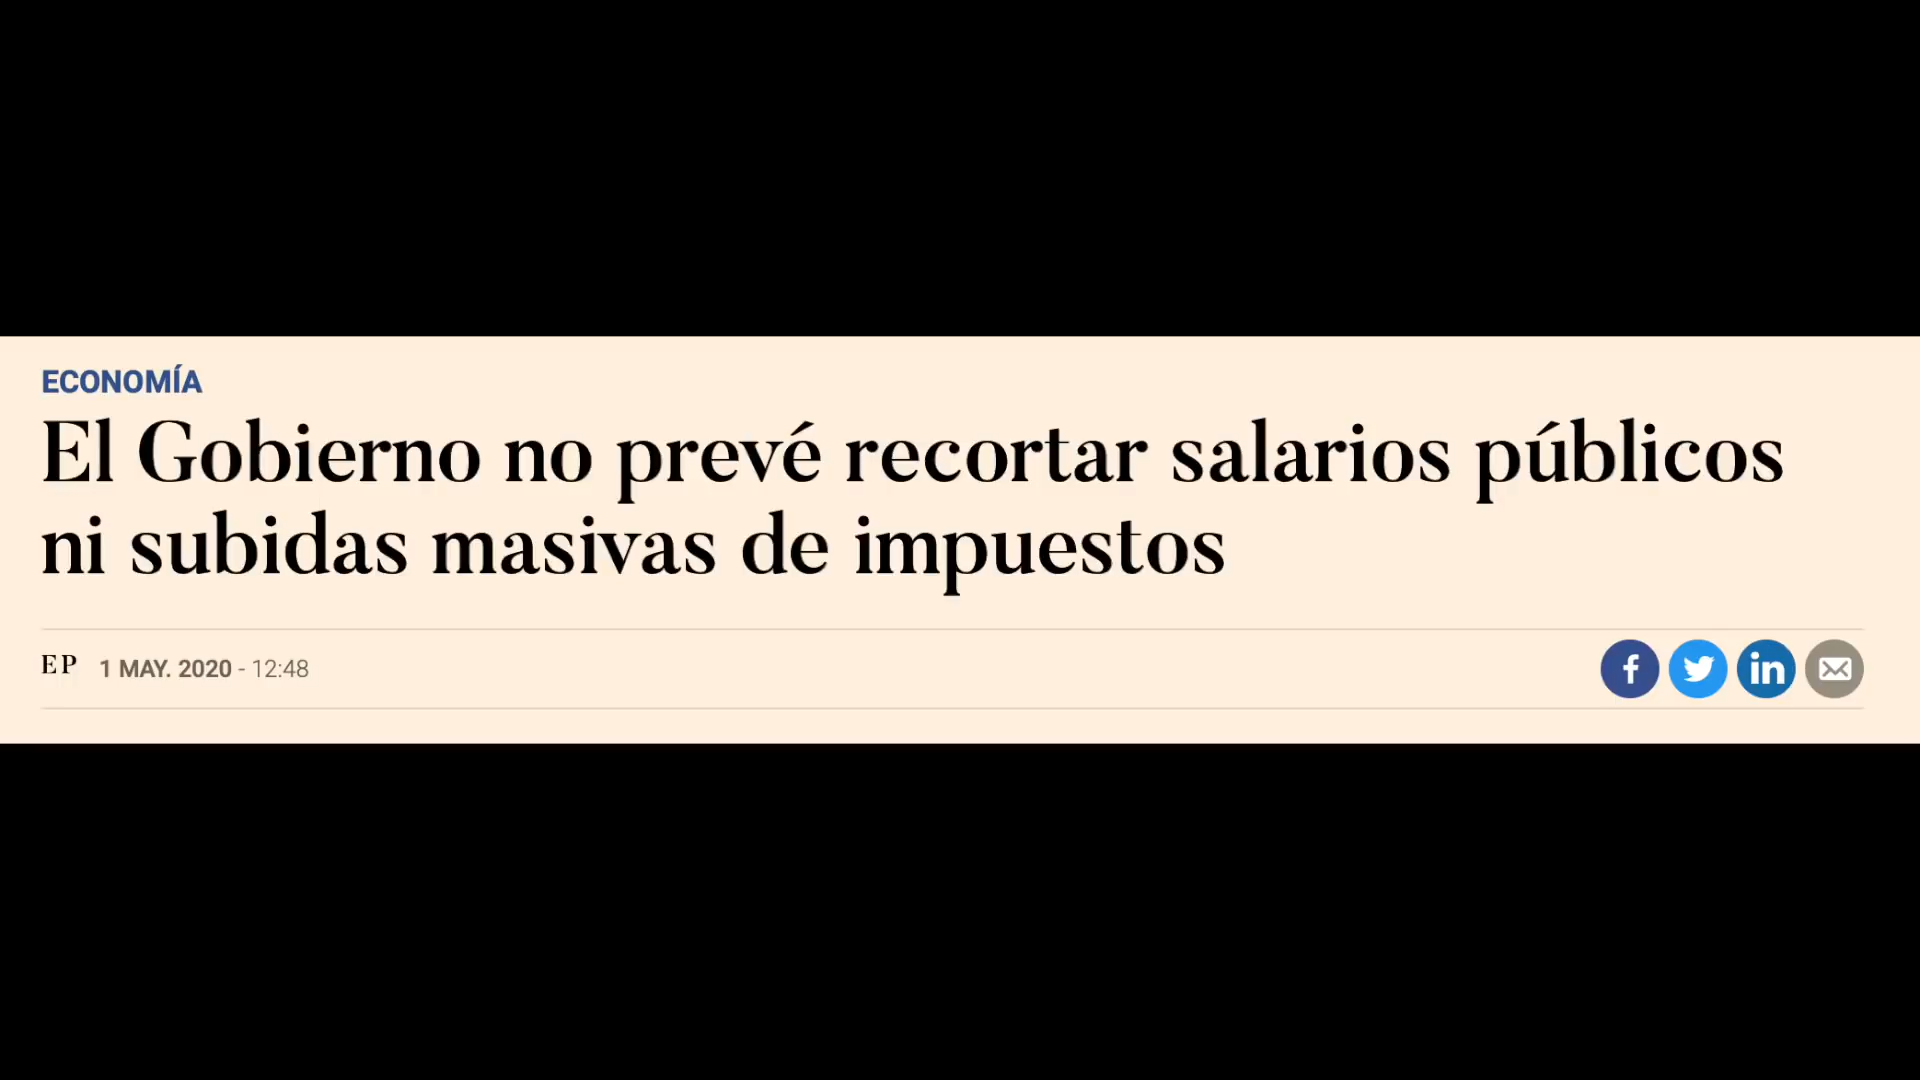 ECONOMÍA
El Gobierno no prevé recortar salarios públicos
ni subidas masivas de impuestos
EP 1 MAY. 2020 - 12:48